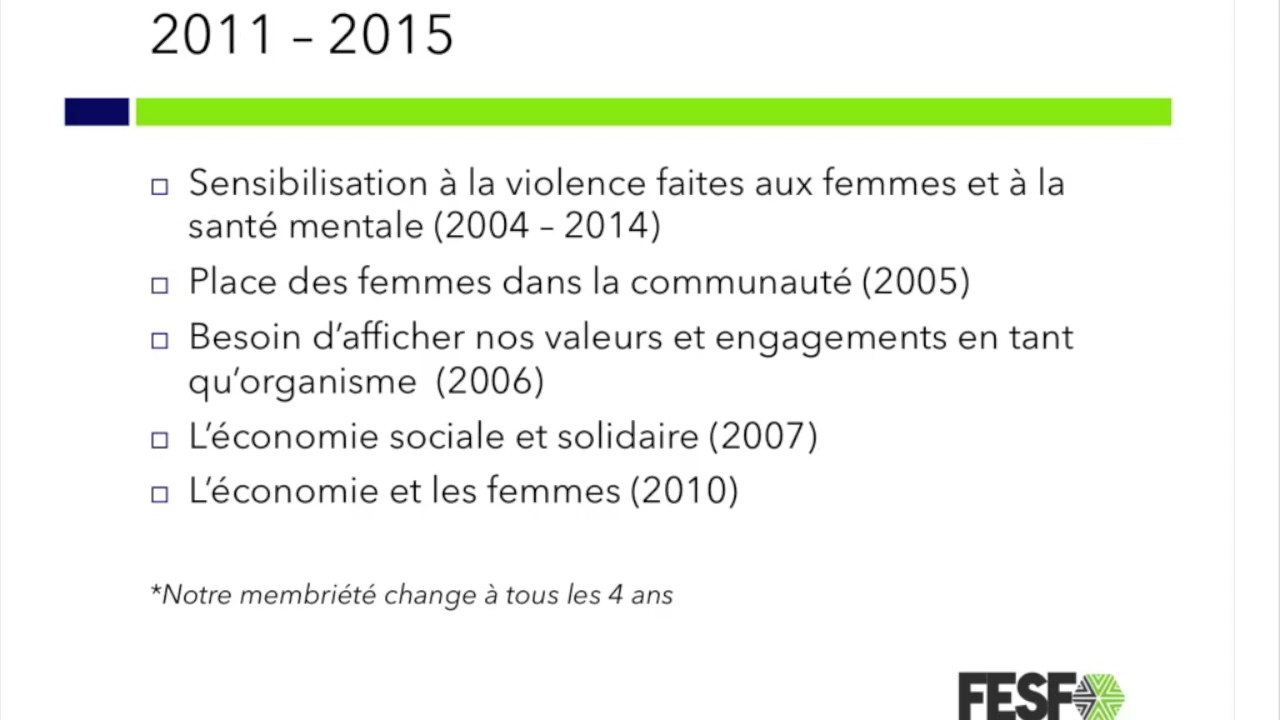 2011 – 2015
Sensibilisation à la violence faites aux femmes et à la
santé mentale (2004 – 2014)
Place des femmes dans la communauté (2005)
Besoin d’afficher nos valeurs et engagements en tant
qu’organisme (2006)
L’économie sociale et solidaire (2007)
L’économie et les femmes (2010)
*Notre membriété change à tous les 4 ans
FESFO